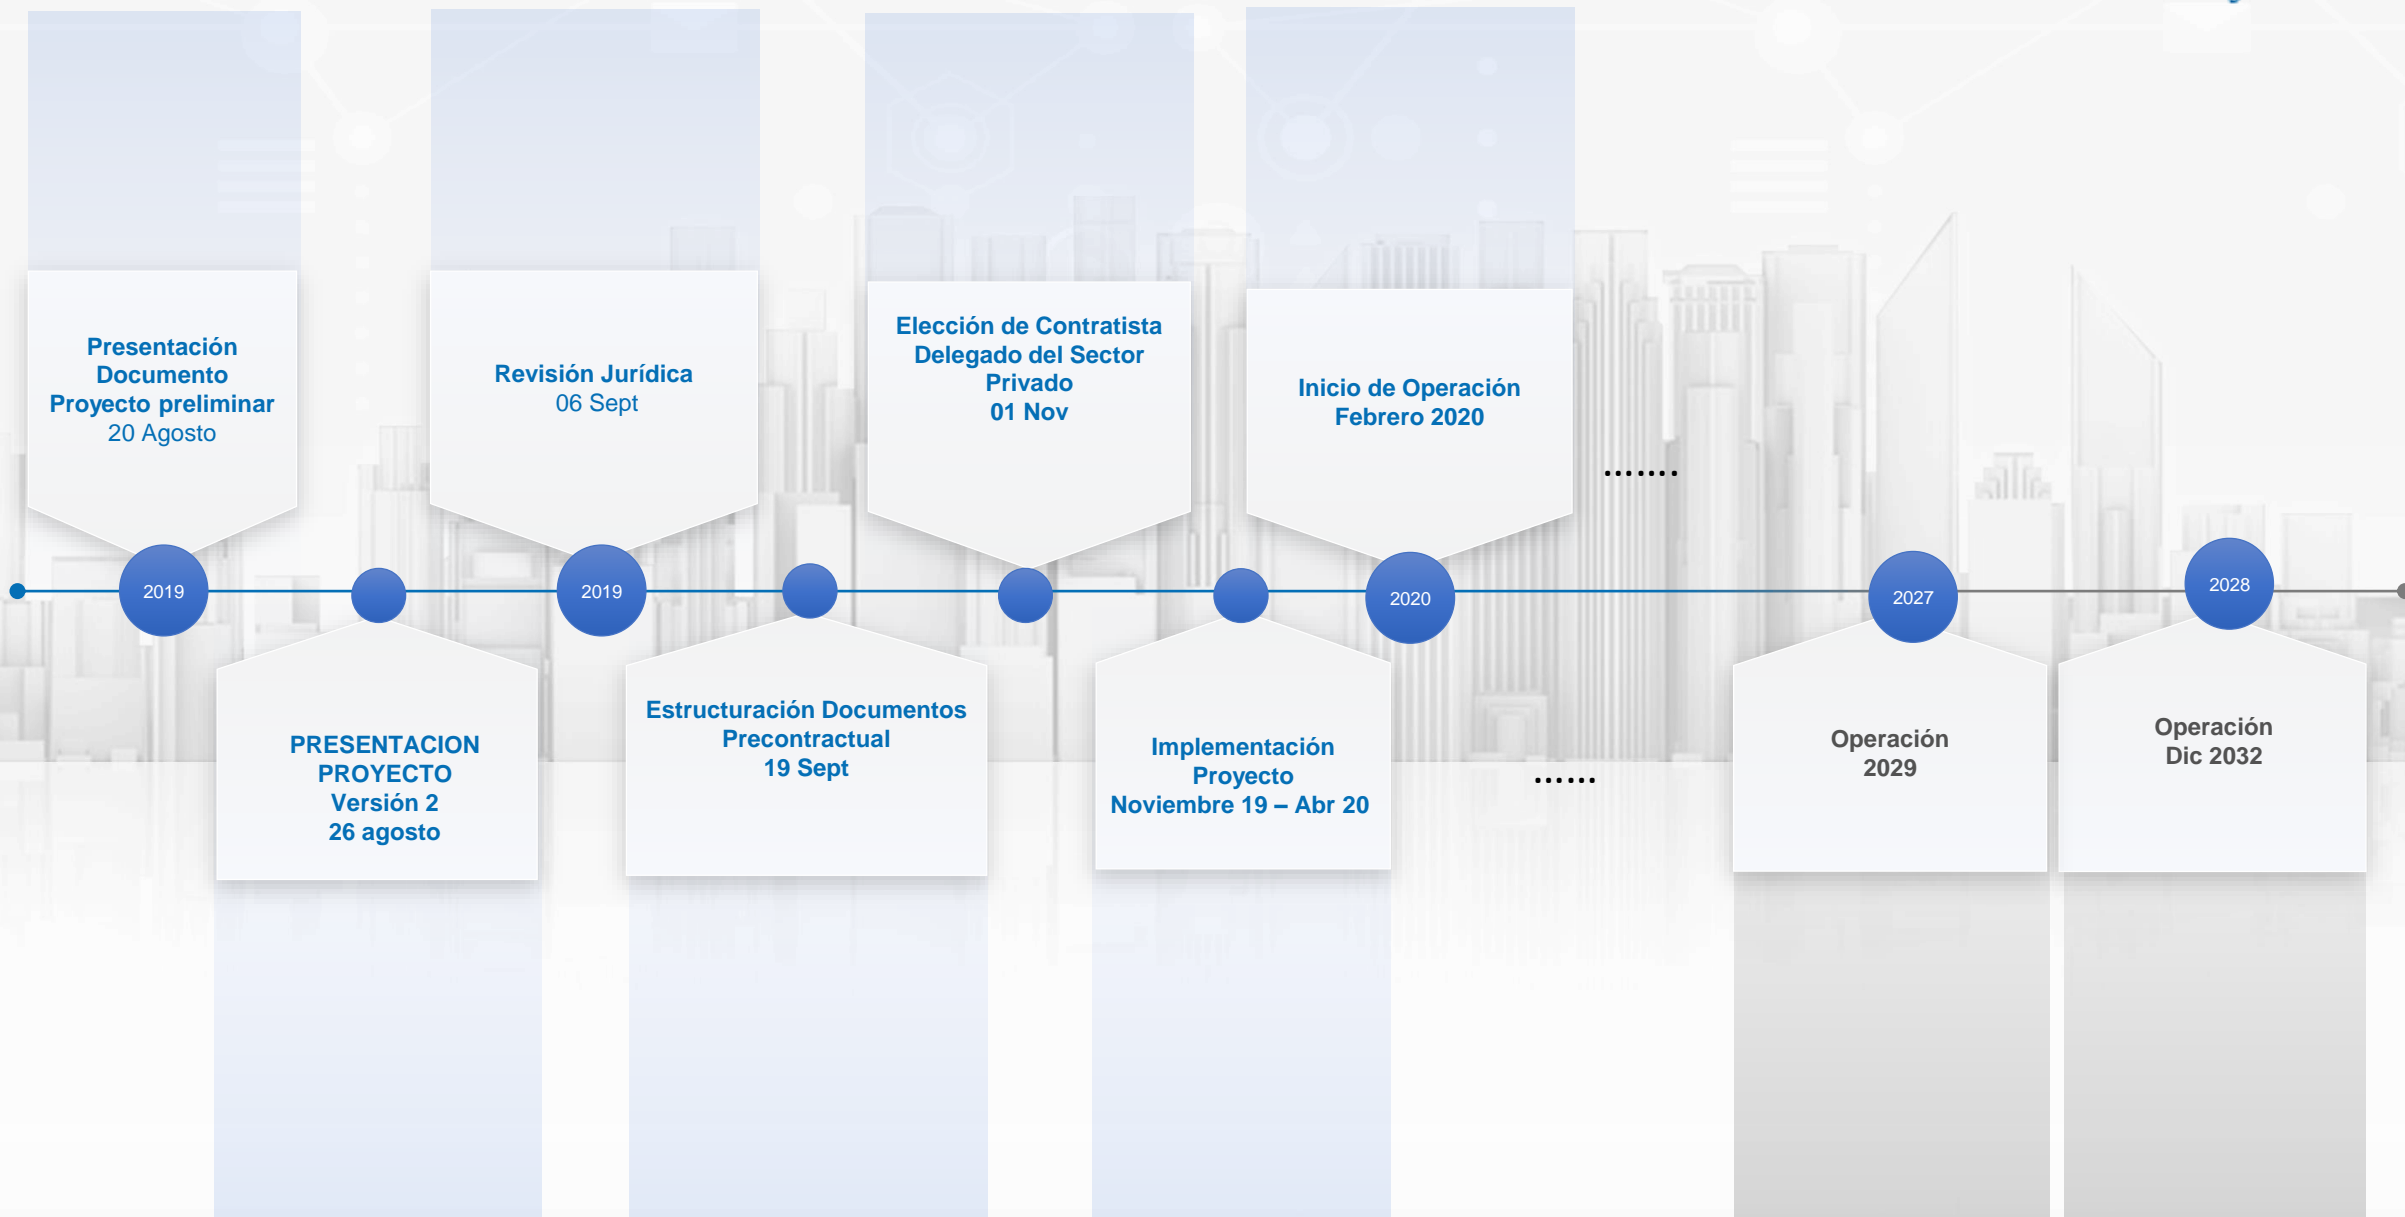 Presentación
Documento
Proyecto preliminar
20 Agosto
Revisión Jurídica
06 Sept
Elección de Contratista
Delegado del Sector
Privado
01 Nov
Inicio de Operación
Febrero 2020
.......
2019
2019
2020
2027
2028
PRESENTACION
PROYECTO
Versión 2
26 agosto
Estructuración Documentos
Precontractual
19 Sept
Implementación
Proyecto
Noviembre 19 – Abr 20
......
Operación
2029
Operación
Dic 2032